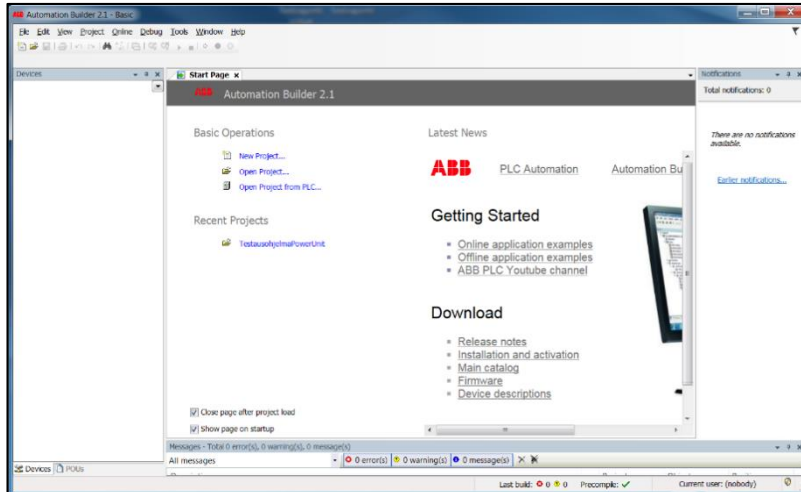 ABB Automation Builder 2.1 - Basic
File Edit View Project Online Debug Tools Window Help
Devices
Start Page
Notifications
ABB Automation Builder 2.1
Total notifications: 0
Basic Operations
New Project...
Open Project...
Open Project from PLC...
Recent Projects
TestausohjelmaPowerUnit
Latest News
ABB PLC Automation Automation Bu
Getting Started
Online application examples
Offline application examples
ABB PLC Youtube channel
Download
Release notes
Installation and activation
Main catalog
Firmware
Device descriptions
There are no notifications
available.
Earlier notifications...
Close page after project load
Show page on startup
Messages - Total 0 error(s), 0 warning(s), 0 message(s)
All messages 0 error(s) 0 warning(s) 0 message(s)
Devices POUs
Last build: 0 0 Precompile: Current user: (nobody)